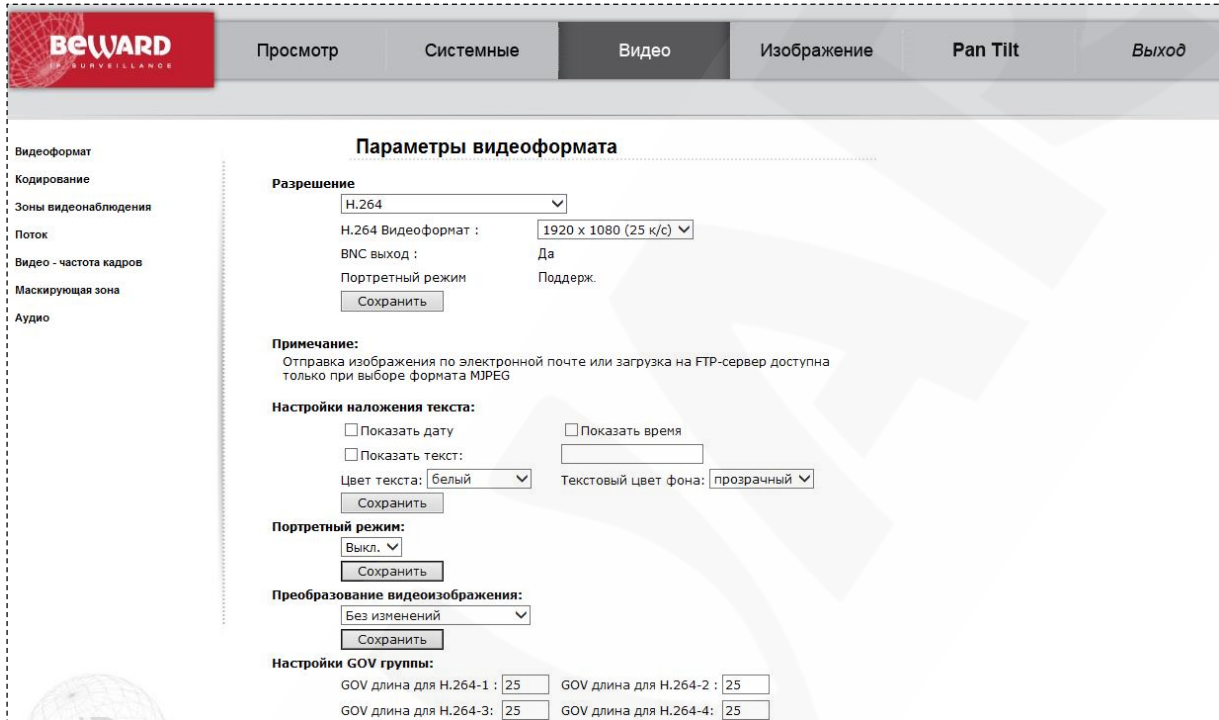 BEWARD
IP SURVEILLANCE
Просмотр Системные Видео Изображение Pan Tilt Выход
Видеоформат
Кодирование
Зоны видеонаблюдения
Поток
Видео - частота кадров
Маскирующая зона
Аудио
Параметры видеоформата
Разрешение
H.264
H.264 Видеоформат : 1920 x 1080 (25 к/с)
BNC выход : Да
Портретный режим Поддерж.
Сохранить
Примечание:
Отправка изображения по электронной почте или загрузка на FTP-сервер доступна
только при выборе формата MJPEG
Настройки наложения текста:
Показать дату Показать время
Показать текст:
Цвет текста: белый Текстовый цвет фона: прозрачный
Сохранить
Портретный режим:
Выкл.
Сохранить
Преобразование видеоизображения:
Без изменений
Сохранить
Настройки GOV группы:
GOV длина для H.264-1 : 25 GOV длина для H.264-2 : 25
GOV длина для H.264-3: 25 GOV длина для H.264-4: 25